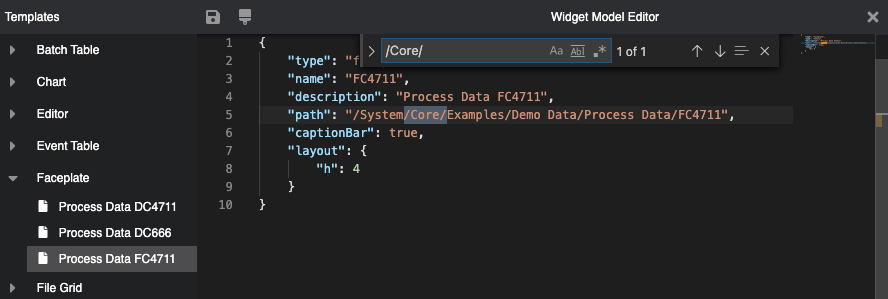 Templates
Widget Model Editor
Batch Table
Chart
Editor
Event Table
Faceplate
Process Data DC4711
Process Data DC666
Process Data FC4711
File Grid
/Core/
Aa
Abl
.*
1 of 1
1 {
2 "type": "f
3 "name": "FC4711",
4 "description": "Process Data FC4711",
5 "path": "/System/Core/Examples/Demo Data/Process Data/FC4711",
6 "captionBar": true,
7 "layout": {
8 "h": 4
9 }
10 }